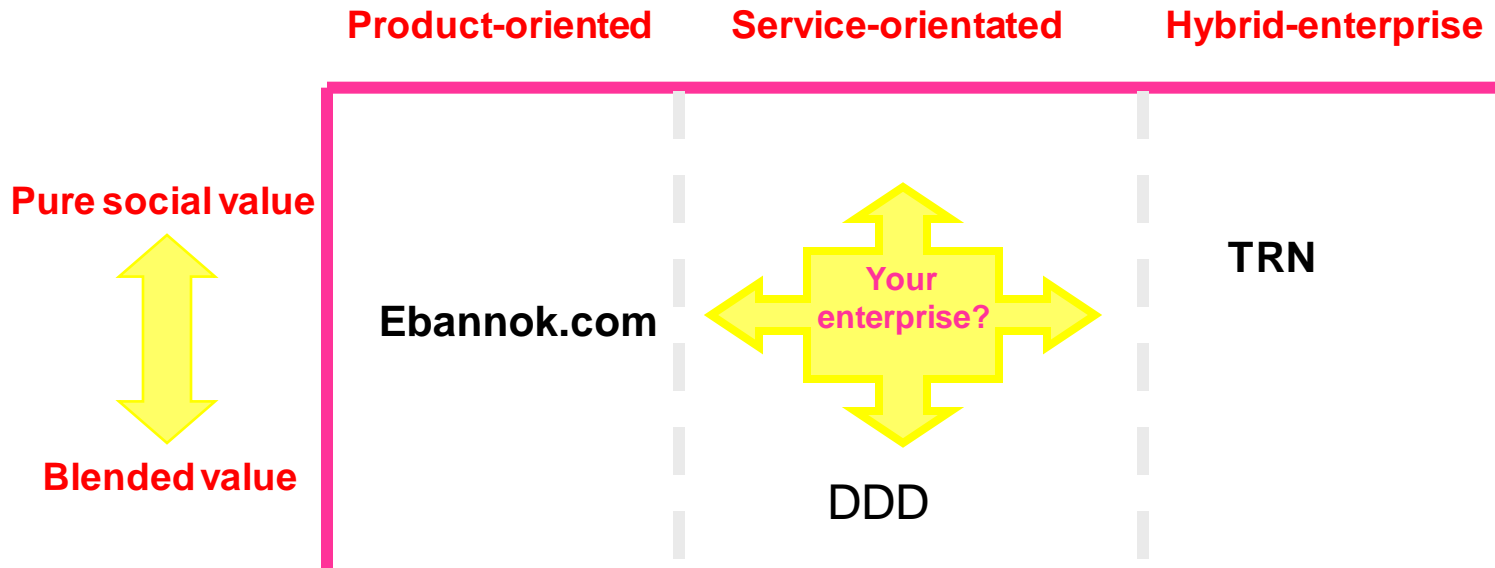 Product-oriented Service-orientated Hybrid-enterprise
Pure social value
TRN
Your
enterprise?
Ebannok.com
Blended value
DDD